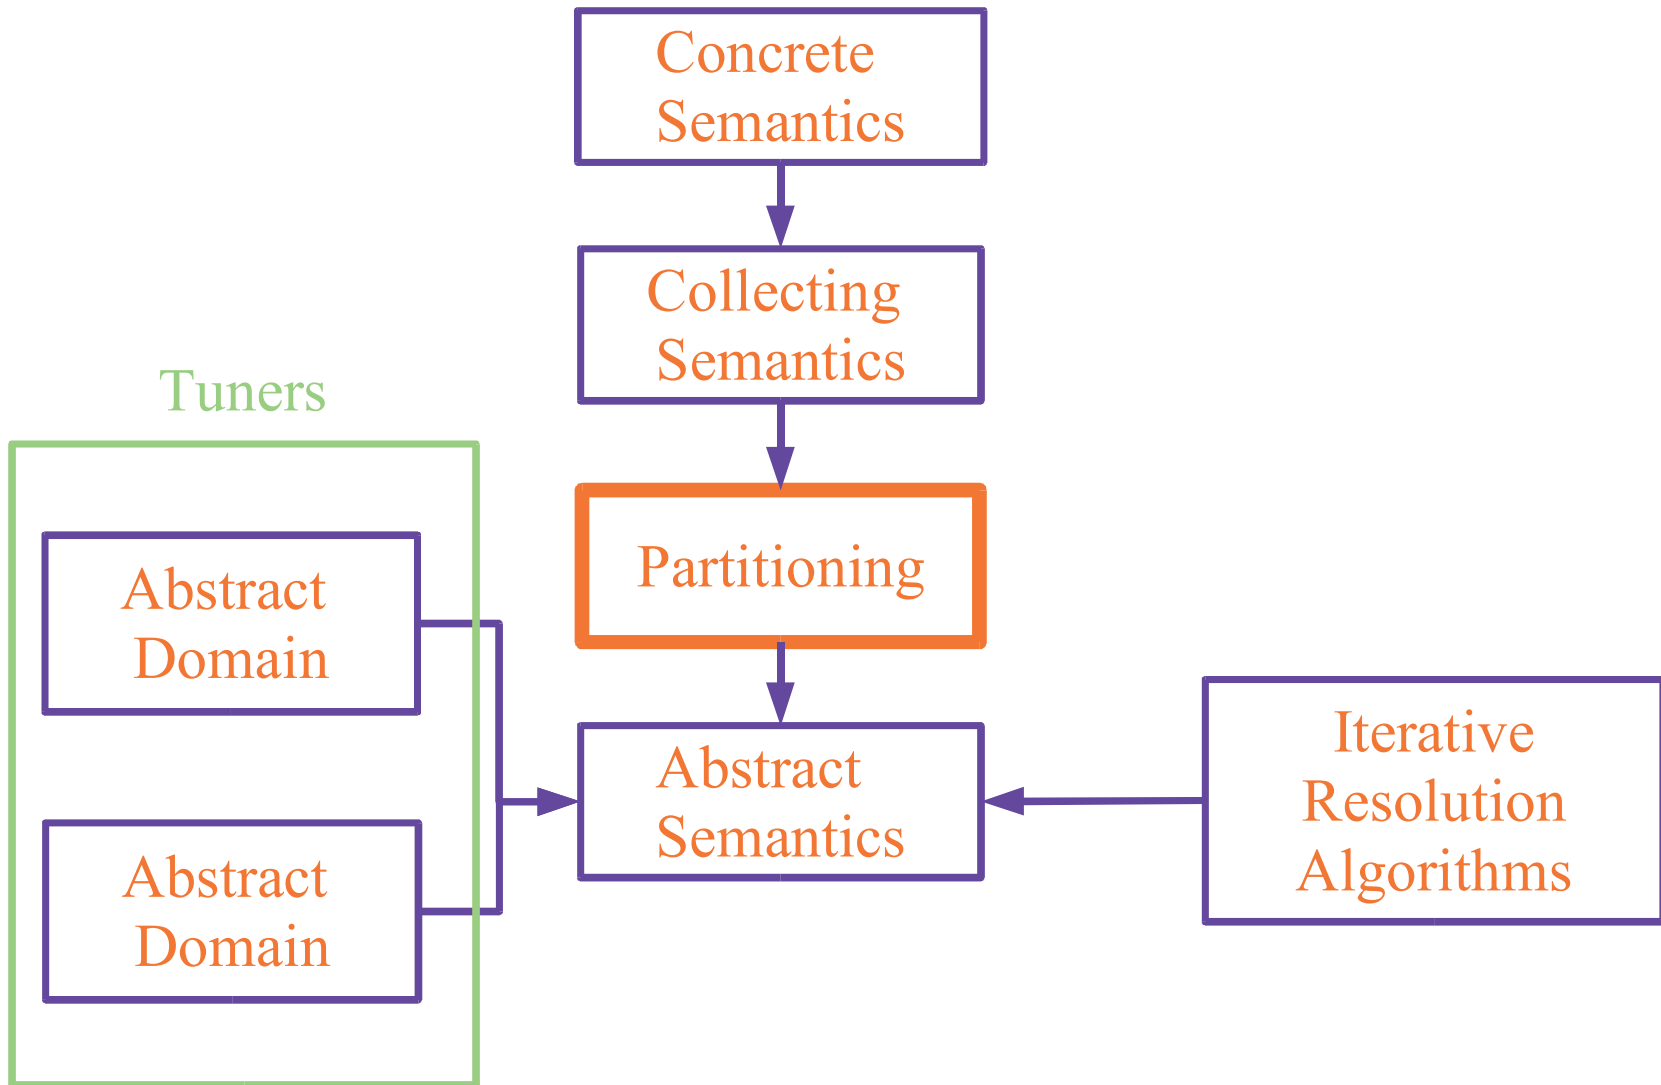 Concrete
Semantics
Collecting
Semantics
Tuners
Partitioning
Abstract
Domain
Abstract
Semantics
Iterative
Resolution
Algorithms
Abstract
Domain